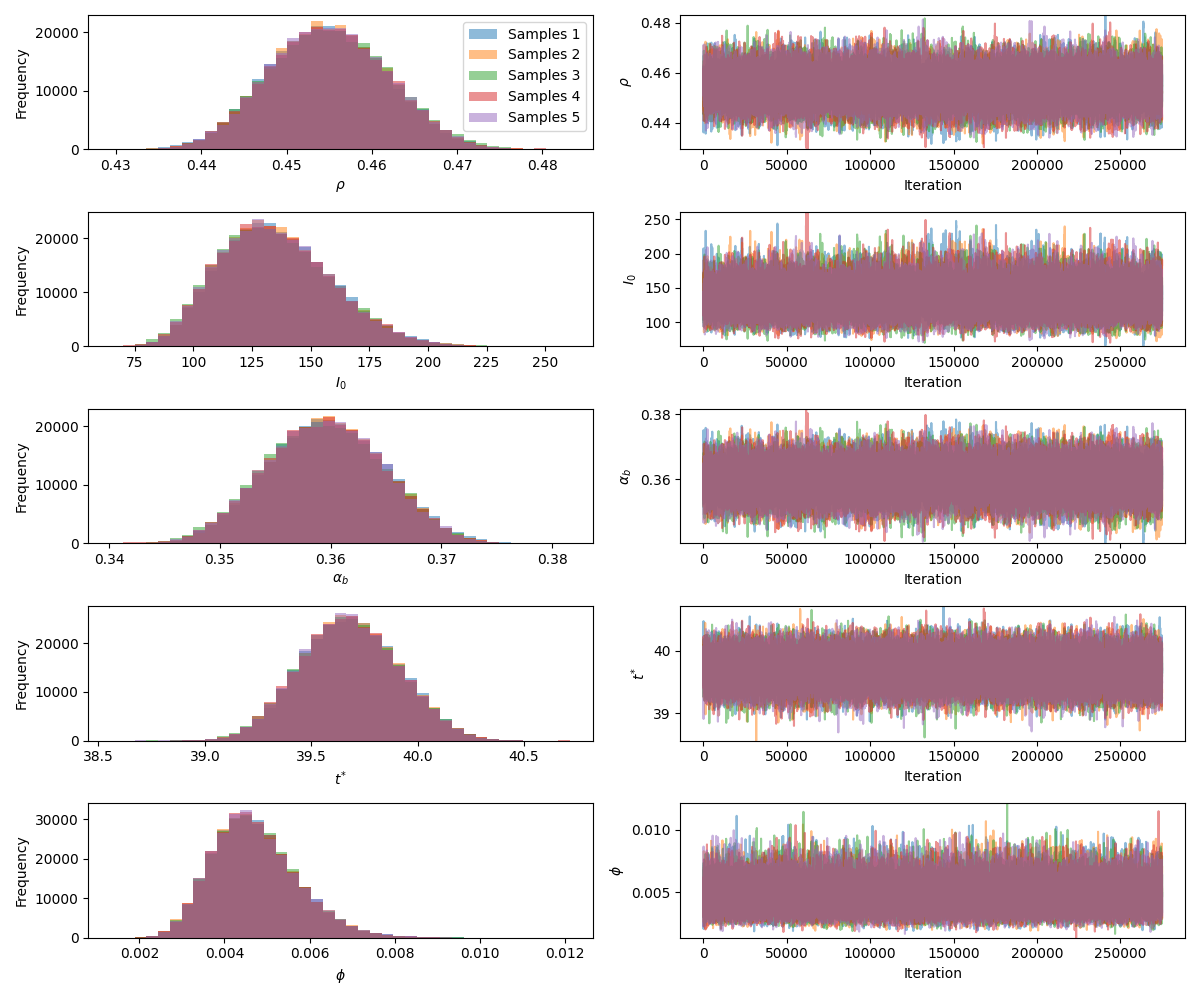 Frequency
20000
10000
0
0.43 0.44 0.45 0.46 0.47 0.48
ρ
Samples 1
Samples 2
Samples 3
Samples 4
Samples 5
ρ
0.48
0.46
0.44
0 50000 100000 150000 200000 250000
Iteration
Frequency
20000
10000
0
75 100 125 150 175 200 225 250
I₀
I₀
250
200
150
100
0 50000 100000 150000 200000 250000
Iteration
Frequency
20000
10000
0
0.34 0.35 0.36 0.37 0.38
α_b
α_b
0.38
0.36
0 50000 100000 150000 200000 250000
Iteration
Frequency
20000
10000
0
38.5 39.0 39.5 40.0 40.5
t*
t*
40
39
0 50000 100000 150000 200000 250000
Iteration
Frequency
30000
20000
10000
0
0.002 0.004 0.006 0.008 0.010 0.012
ϕ
ϕ
0.010
0.005
0 50000 100000 150000 200000 250000
Iteration